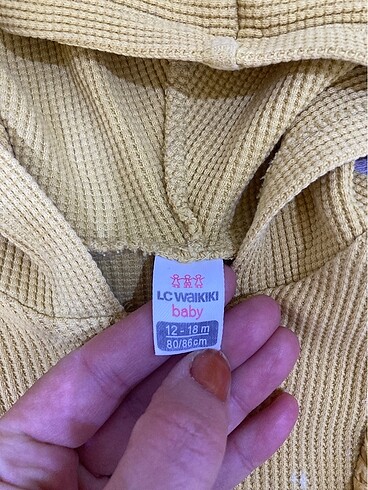 LC WAIKIKI
baby
12 - 18 m
80/86cm